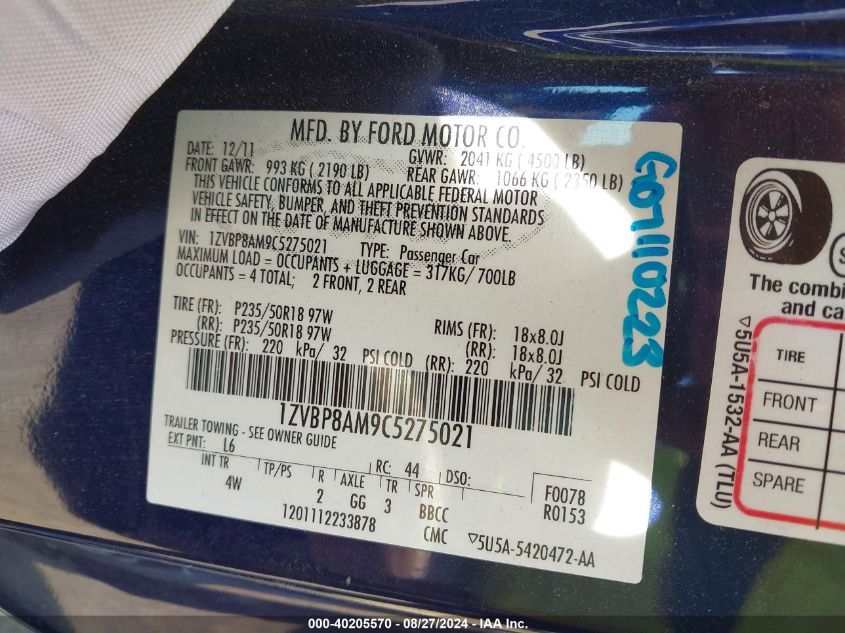 MFD. BY FORD MOTOR CO.
DATE: 12/11 GVWR: 2041 KG ( 4500 LB)
FRONT GAWR: 993 KG ( 2190 LB) REAR GAWR: 1066 KG ( 2350 LB)
THIS VEHICLE CONFORMS TO ALL APPLICABLE FEDERAL MOTOR
VEHICLE SAFETY, BUMPER, AND THEFT PREVENTION STANDARDS
IN EFFECT ON THE DATE OF MANUFACTURE SHOWN ABOVE.
VIN: 1ZVBP8AM9C5275021 TYPE: Passenger Car
MAXIMUM LOAD = OCCUPANTS + LUGGAGE = 317KG/ 700LB
OCCUPANTS = 4 TOTAL; 2 FRONT, 2 REAR
TIRE (FR): P235/50R18 97W RIMS (FR): 18x8.0J
(RR): P235/50R18 97W (RR): 18x8.0J
PRESSURE (FR): 220 kPa/ 32 PSI COLD (RR): 220 kPa/ 32 PSI COLD
1ZVBP8AM9C5275021
TRAILER TOWING - SEE OWNER GUIDE
EXT PNT: L6 RC: 44 DSO:
INT TR TP/PS R AXLE TR SPR F0078
4W 2 GG 3 BBCC R0153
1201112233878 CMC ▽5U5A-5420472-AA
G07110223
The combi
and ca
▽5U5A-1532-AA (TLU)
TIRE
FRONT
REAR
SPARE
000-40205570 - 08/27/2024 - IAA Inc.